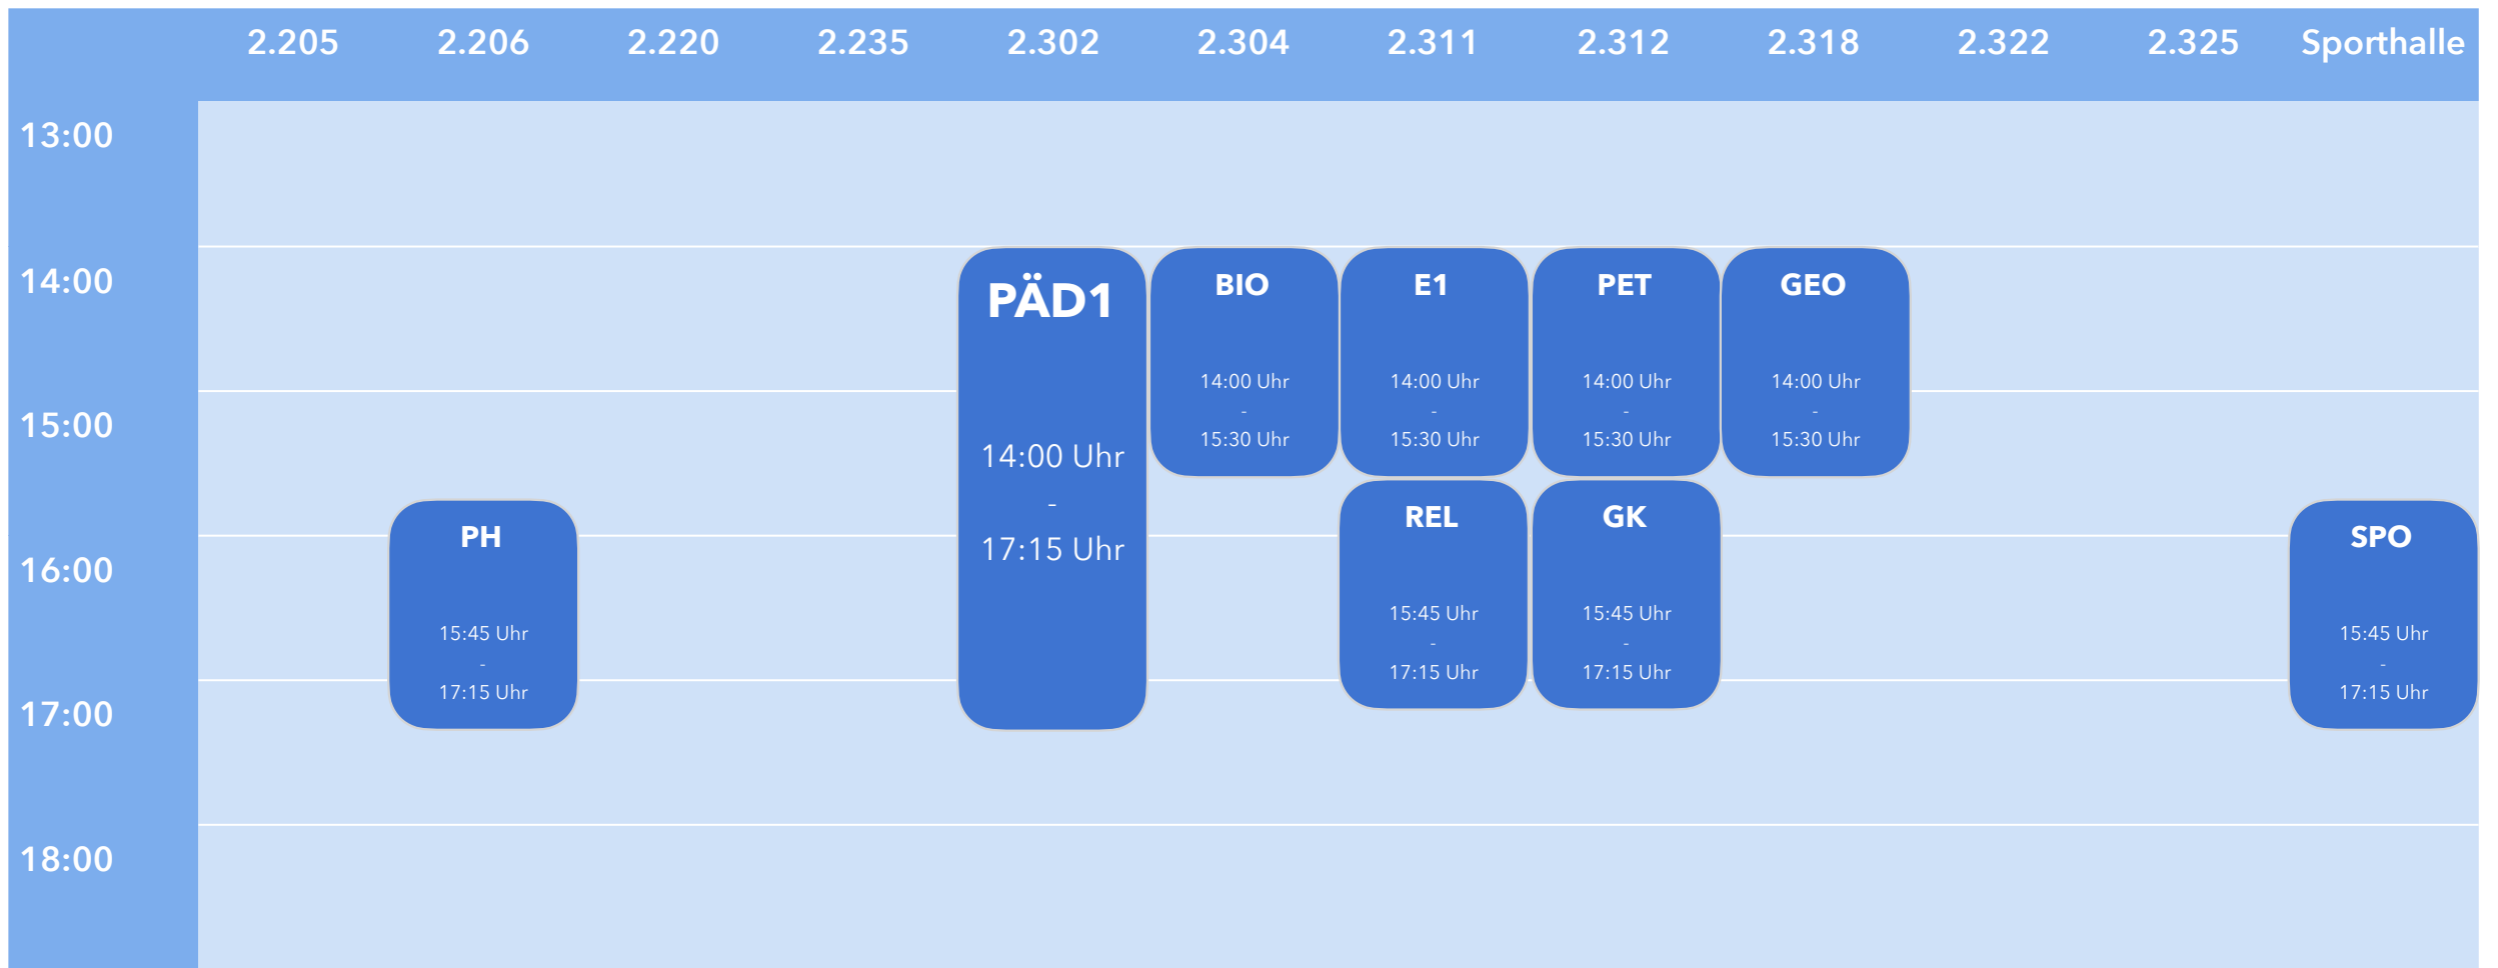 2.205 2.206 2.220 2.235 2.302 2.304 2.311 2.312 2.318 2.322 2.325 Sporthalle
13:00
14:00
15:00
16:00
17:00
18:00
PH
15:45 Uhr
-
17:15 Uhr
PÄD1
14:00 Uhr
-
17:15 Uhr
BIO
14:00 Uhr
-
15:30 Uhr
E1
14:00 Uhr
-
15:30 Uhr
REL
15:45 Uhr
-
17:15 Uhr
PET
14:00 Uhr
-
15:30 Uhr
GK
15:45 Uhr
-
17:15 Uhr
GEO
14:00 Uhr
-
15:30 Uhr
SPO
15:45 Uhr
-
17:15 Uhr